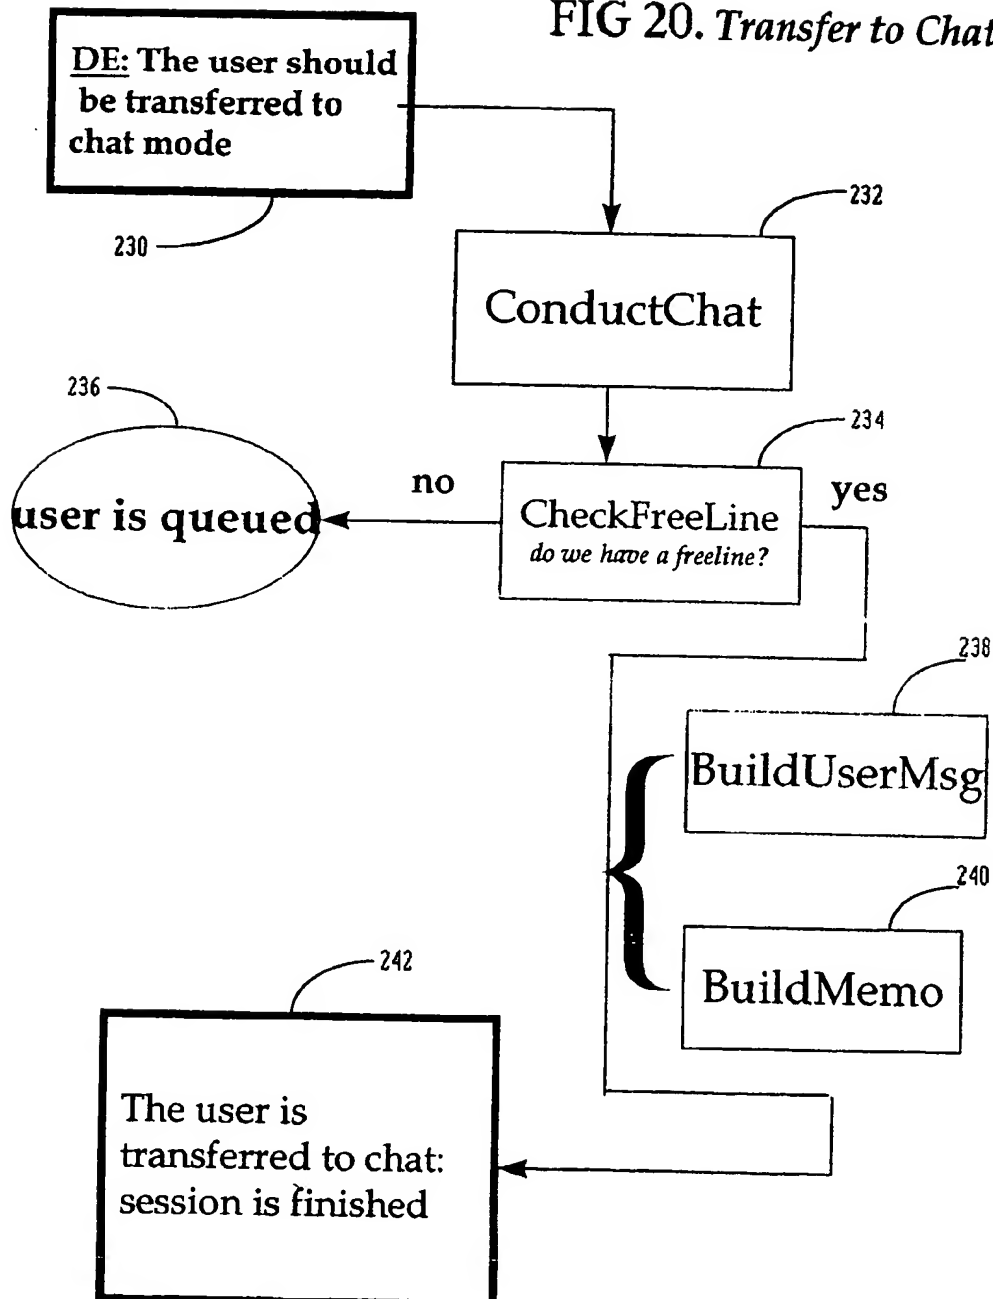 FIG 20. Transfer to Chat
DE: The user should
be transferred to
chat mode
230
232
ConductChat
236
234
user is queued
no
CheckFreeLine
do we have a freeline?
yes
238
BuildUserMsg
240
BuildMemo
242
The user is
transferred to chat:
session is finished